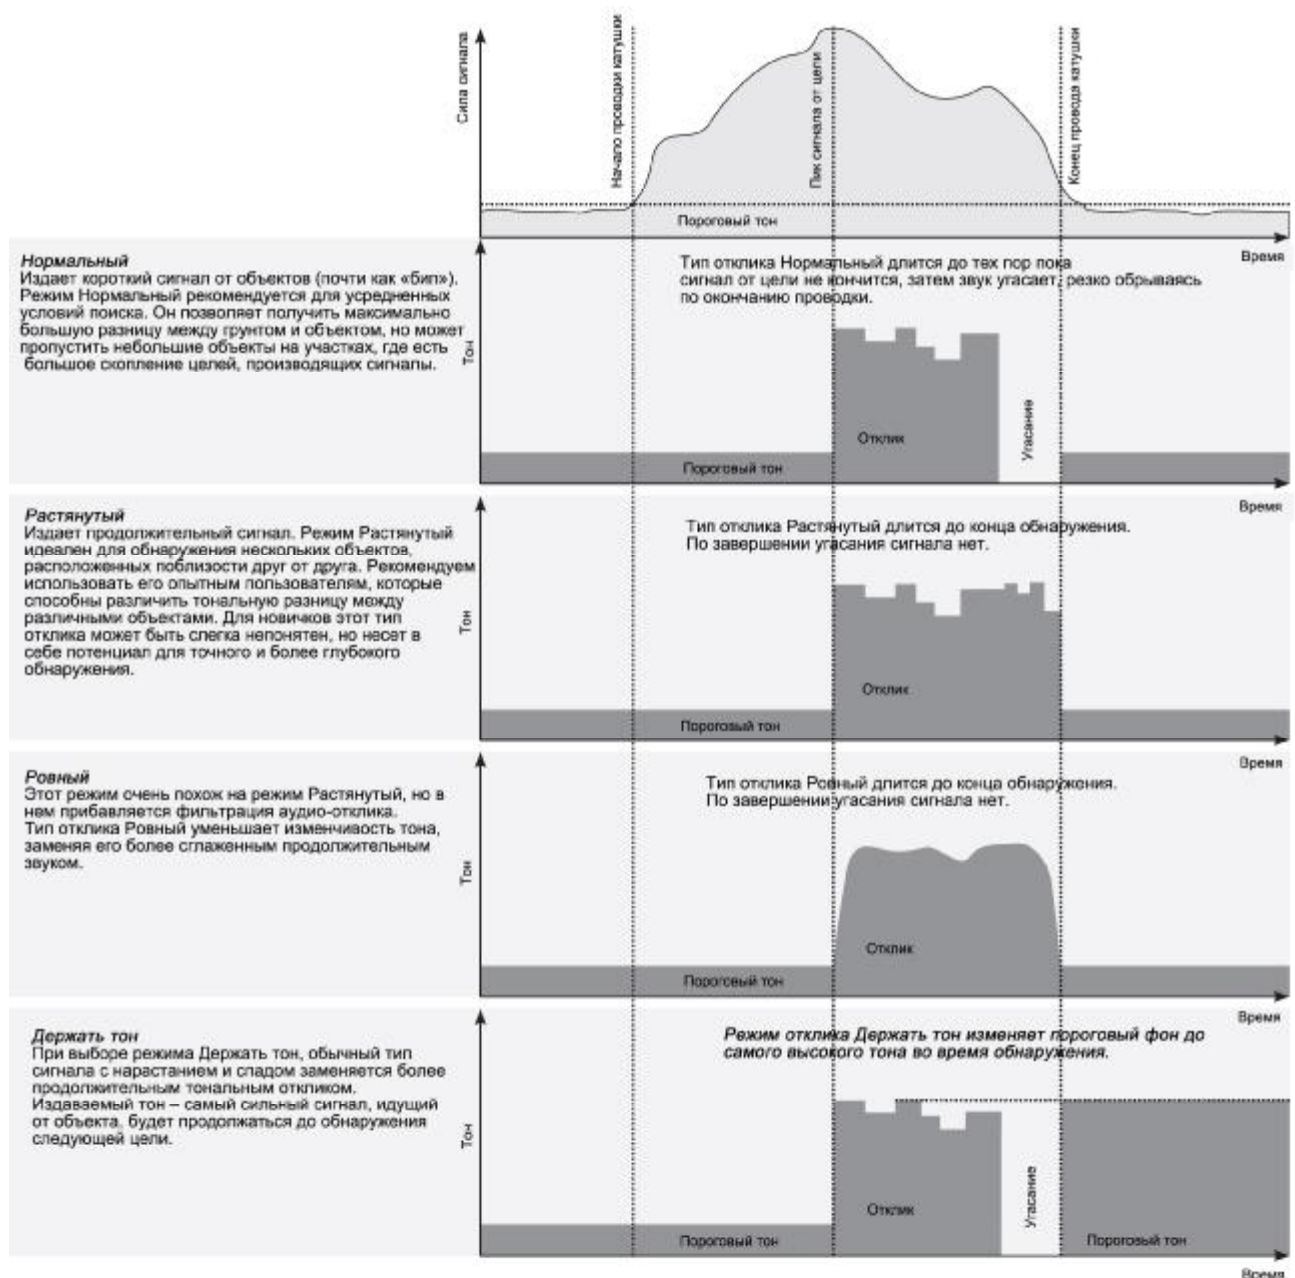 Сила сигнала
Начало проводки катушки
Пик сигнала от цели
Конец провода катушки
Пороговый тон
Время
Нормальный
Издает короткий сигнал от объектов (почти как «бип»).
Режим Нормальный рекомендуется для усредненных
условий поиска. Он позволяет получить максимально
большую разницу между грунтом и объектом, но может
пропустить небольшие объекты на участках, где есть
большое скопление целей, производящих сигналы.
Тон
Тип отклика Нормальный длится до тех пор пока
сигнал от цели не кончится, затем звук угасает, резко обрываясь
по окончанию проводки.
Отклик
Угасание
Пороговый тон
Время
Растянутый
Издает продолжительный сигнал. Режим Растянутый
идеален для обнаружения нескольких объектов,
расположенных поблизости друг от друга. Рекомендуем
использовать его опытным пользователям, которые
способны различить тональную разницу между
различными объектами. Для новичков этот тип
отклика может быть слегка непонятен, но несет в
себе потенциал для точного и более глубокого
обнаружения.
Тон
Тип отклика Растянутый длится до конца обнаружения.
По завершении угасания сигнала нет.
Отклик
Пороговый тон
Время
Ровный
Этот режим очень похож на режим Растянутый, но в
нем прибавляется фильтрация аудио-отклика.
Тип отклика Ровный уменьшает изменчивость тона,
заменяя его более сглаженным продолжительным
звуком.
Тон
Тип отклика Ровный длится до конца обнаружения.
По завершении угасания сигнала нет.
Отклик
Пороговый тон
Время
Держать тон
При выборе режима Держать тон, обычный тип
сигнала с нарастанием и спадом заменяется более
продолжительным тональным откликом.
Издаваемый тон – самый сильный сигнал, идущий
от объекта, будет продолжаться до обнаружения
следующей цели.
Тон
Режим отклика Держать тон изменяет пороговый фон до
самого высокого тона во время обнаружения.
Отклик
Угасание
Пороговый тон
Пороговый тон
Время